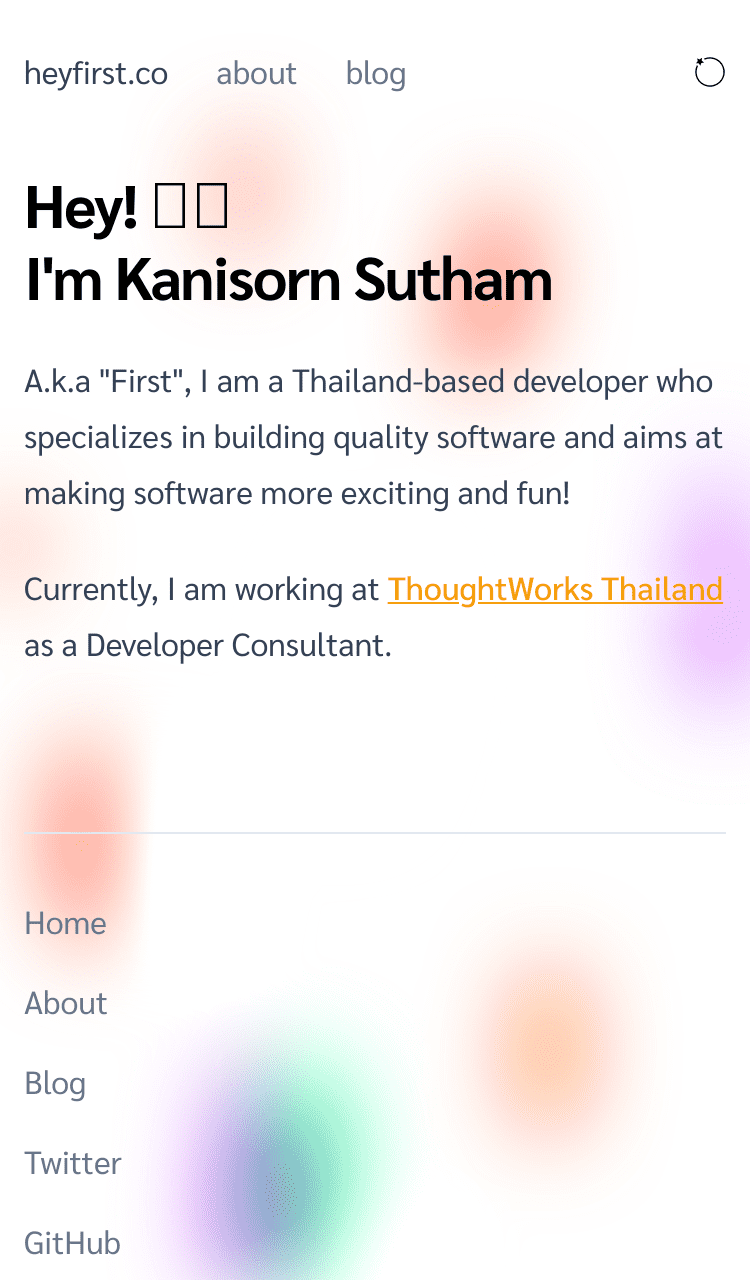 heyfirst.co about blog
Hey!
I'm Kanisorn Sutham
A.k.a "First", I am a Thailand-based developer who
specializes in building quality software and aims at
making software more exciting and fun!
Currently, I am working at ThoughtWorks Thailand
as a Developer Consultant.
Home
About
Blog
Twitter
GitHub